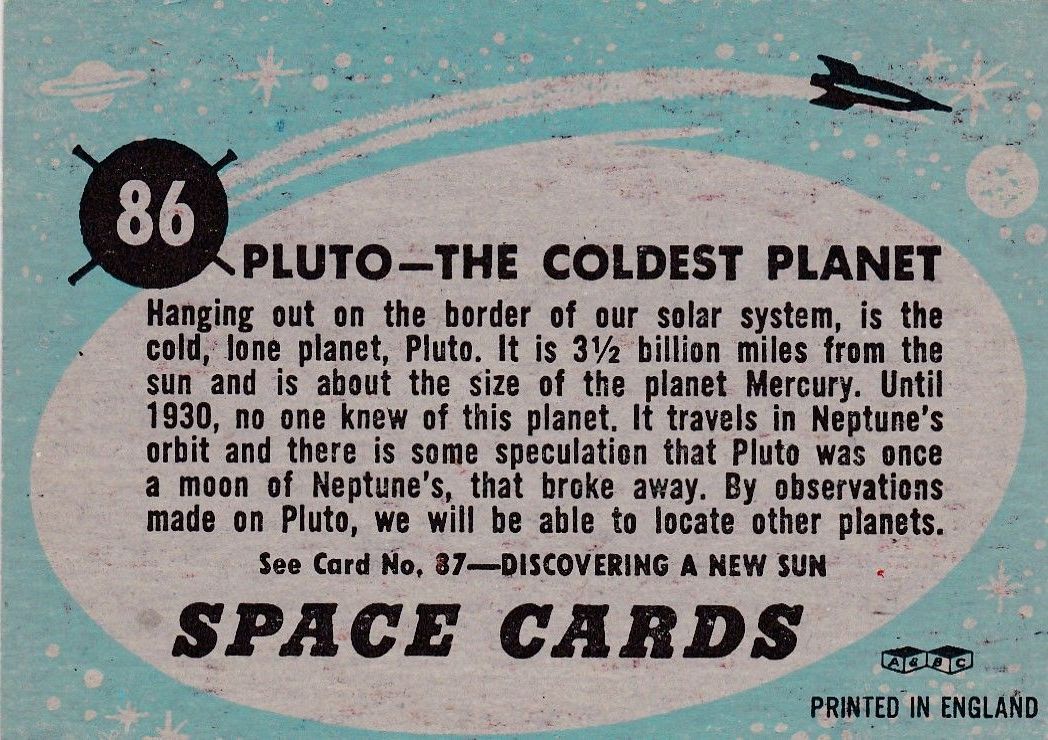 86
PLUTO—THE COLDEST PLANET
Hanging out on the border of our solar system, is the
cold, lone planet, Pluto. It is 3½ billion miles from the
sun and is about the size of the planet Mercury. Until
1930, no one knew of this planet. It travels in Neptune's
orbit and there is some speculation that Pluto was once
a moon of Neptune's, that broke away. By observations
made on Pluto, we will be able to locate other planets.
See Card No. 87—DISCOVERING A NEW SUN
SPACE CARDS
A&BC
PRINTED IN ENGLAND